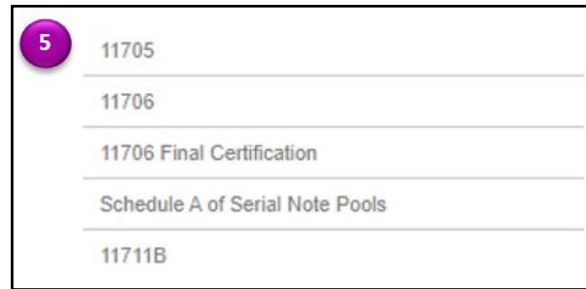 5
11705
11706
11706 Final Certification
Schedule A of Serial Note Pools
11711B